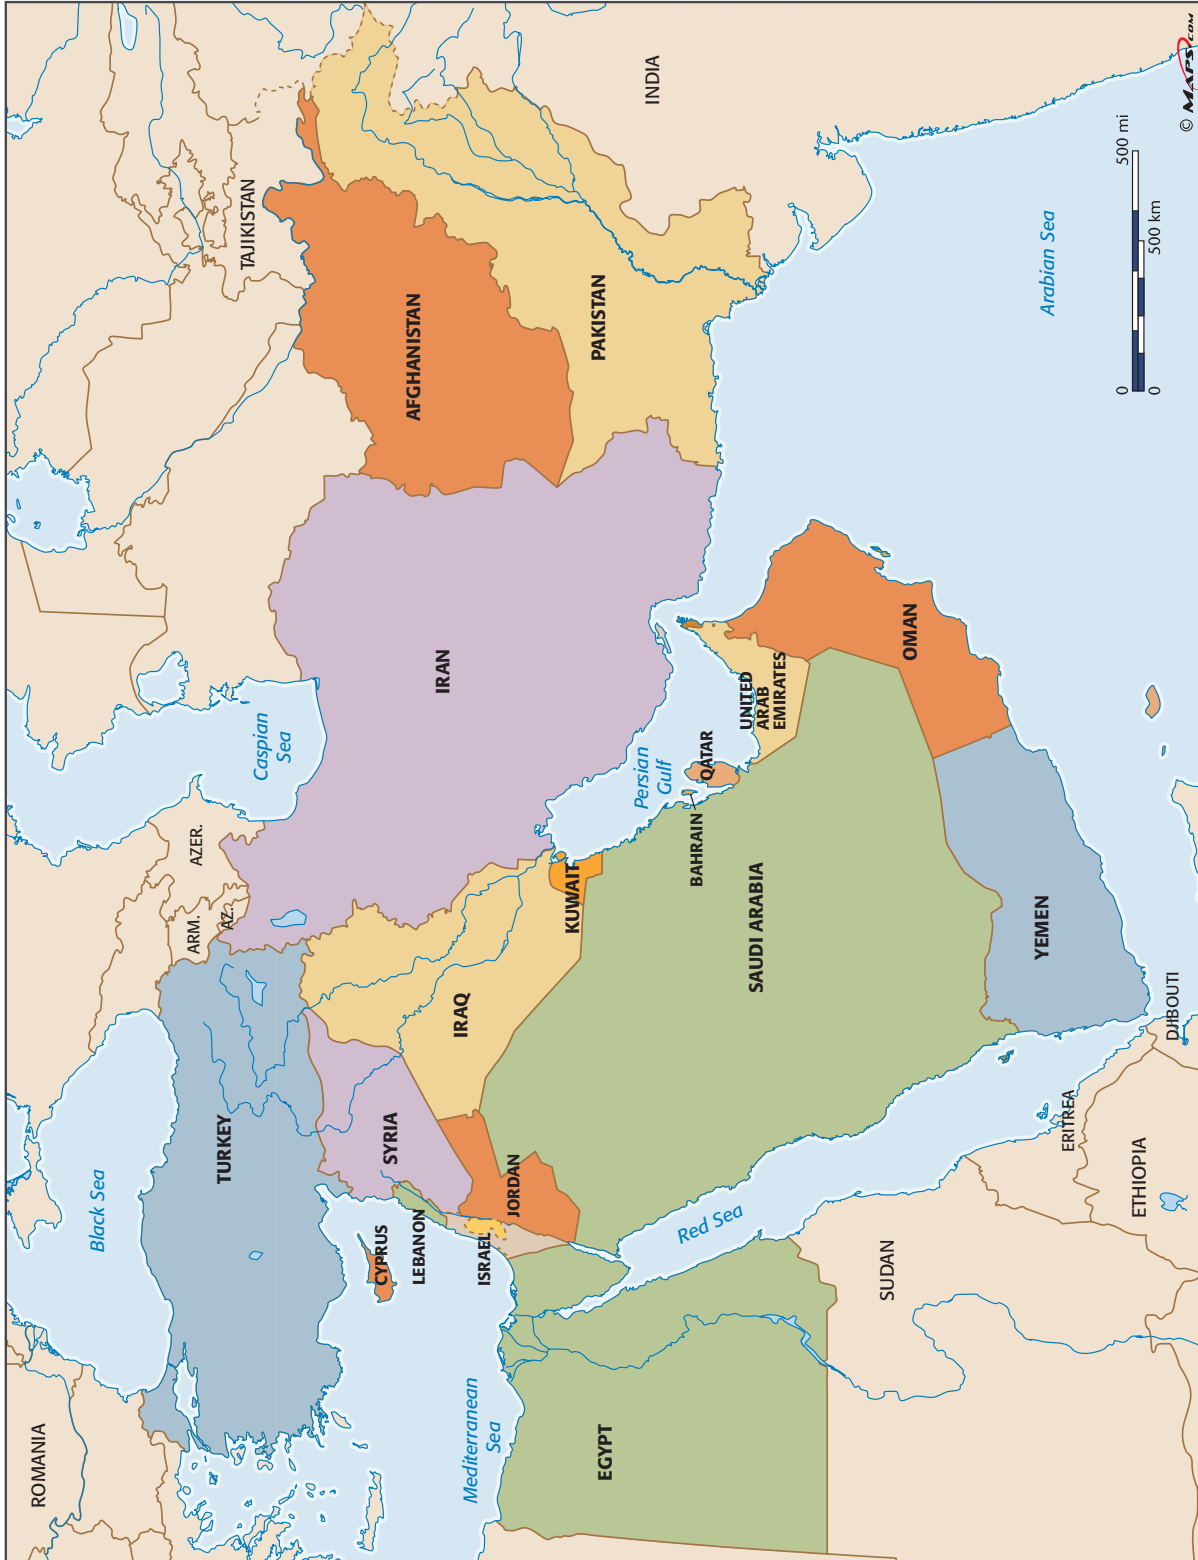 ROMANIA
Black Sea
TURKEY
ARM.
AZ.
AZER.
Caspian
Sea
TAJIKISTAN
CYPRUS
LEBANON
SYRIA
IRAQ
IRAN
AFGHANISTAN
Mediterranean
Sea
ISRAEL
JORDAN
KUWAIT
Persian
Gulf
PAKISTAN
INDIA
EGYPT
Red Sea
SAUDI ARABIA
BAHRAIN
QATAR
UNITED
ARAB
EMIRATES
OMAN
SUDAN
YEMEN
Arabian Sea
ERITREA
ETHIOPIA
DJIBOUTI
0 500 mi
0 500 km
© MAPS.COM